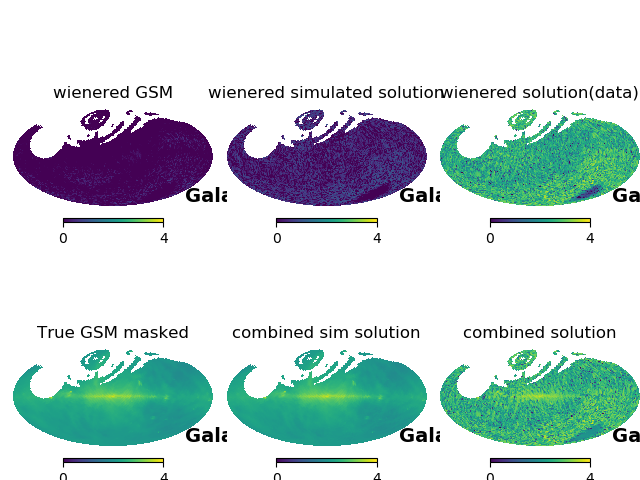 wienered GSM
wienered simulated solution
wienered solution(data)
Gala
Gala
Ga
0 4
0 4
0 4
True GSM masked
combined sim solution
combined solution
Gala
Gala
Ga
0 4
0 4
0 4